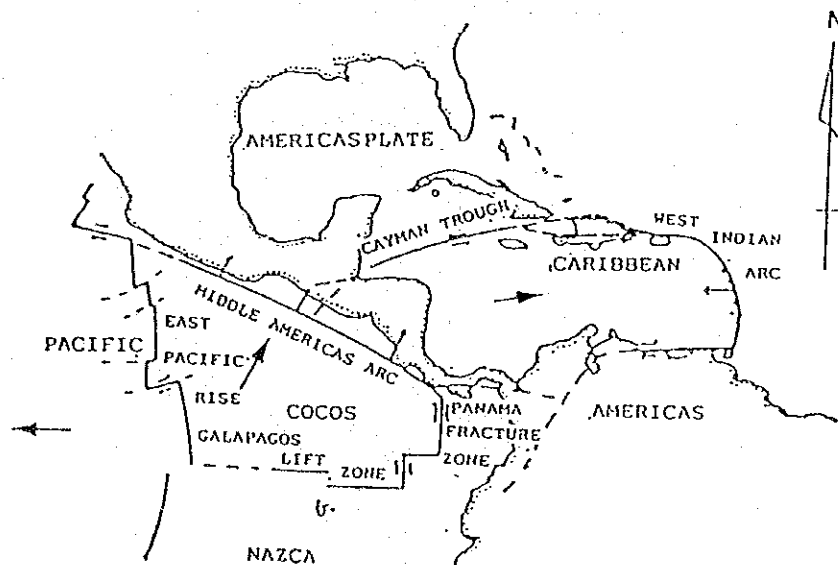 N
AMERICASPLATE
CAYMAN TROUGH
WEST
INDIAN
ARC
CARIBBEAN
MIDDLE AMERICAS ARC
EAST
PACIFIC
PACIFIC
RISE
COCOS
PANAMA
FRACTURE
ZONE
AMERICAS
GALAPAGOS
LIFT
ZONE
NAZCA